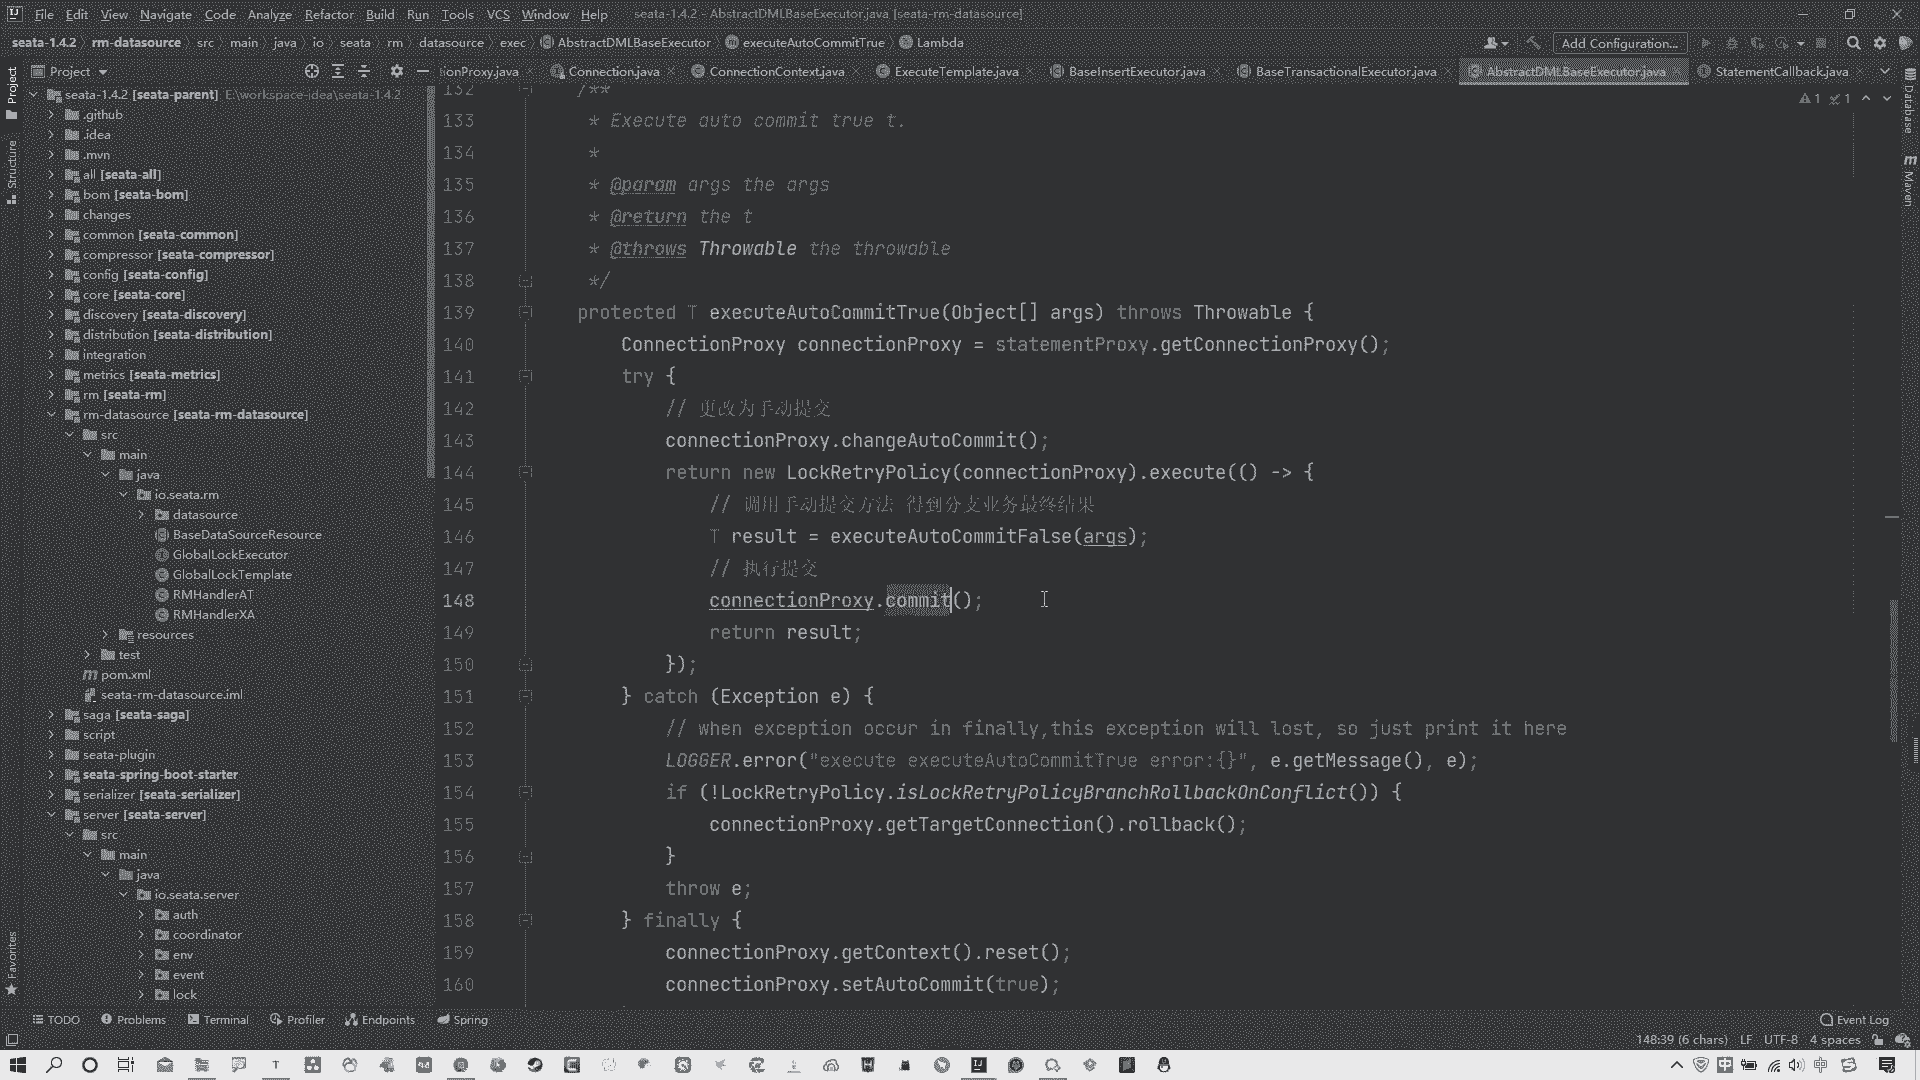 File Edit View Navigate Code Analyze Refactor Build Run Tools VCS Window Help seata-1.4.2 - AbstractDMLBaseExecutor.java [seata-rm-datasource]
seata-1.4.2 rm-datasource src main java io seata rm datasource exec AbstractDMLBaseExecutor executeAutoCommitTrue Lambda Add Configuration...
Project ionProxy.java Connection.java ConnectionContext.java ExecuteTemplate.java BaseInsertExecutor.java BaseTransactionalExecutor.java AbstractDMLBaseExecutor.java StatementCallback.java
Project
Structure
Favorites
Database
Maven
1 1
seata-1.4.2 [seata-parent] E:\workspace-idea\seata-1.4.2
.github
.idea
.mvn
all [seata-all]
bom [seata-bom]
changes
common [seata-common]
compressor [seata-compressor]
config [seata-config]
core [seata-core]
discovery [seata-discovery]
distribution [seata-distribution]
integration
metrics [seata-metrics]
rm [seata-rm]
rm-datasource [seata-rm-datasource]
src
main
java
io.seata.rm
datasource
BaseDataSourceResource
GlobalLockExecutor
GlobalLockTemplate
RMHandlerAT
RMHandlerXA
resources
test
pom.xml
seata-rm-datasource.iml
saga [seata-saga]
script
seata-plugin
seata-spring-boot-starter
serializer [seata-serializer]
server [seata-server]
src
main
java
io.seata.server
auth
coordinator
env
event
lock
132 /**
133 * Execute auto commit true t.
134 *
135 * @param args the args
136 * @return the t
137 * @throws Throwable the throwable
138 */
139 protected T executeAutoCommitTrue(Object[] args) throws Throwable {
140 ConnectionProxy connectionProxy = statementProxy.getConnectionProxy();
141 try {
142 // 更改为手动提交
143 connectionProxy.changeAutoCommit();
144 return new LockRetryPolicy(connectionProxy).execute(() -> {
145 // 调用手动提交方法 得到分支业务最终结果
146 T result = executeAutoCommitFalse(args);
147 // 执行提交
148 connectionProxy.commit();
149 return result;
150 });
151 } catch (Exception e) {
152 // when exception occur in finally,this exception will lost, so just print it here
153 LOGGER.error("execute executeAutoCommitTrue error:{}", e.getMessage(), e);
154 if (!LockRetryPolicy.isLockRetryPolicyBranchRollbackOnConflict()) {
155 connectionProxy.getTargetConnection().rollback();
156 }
157 throw e;
158 } finally {
159 connectionProxy.getContext().reset();
160 connectionProxy.setAutoCommit(true);
TODO Problems Terminal Profiler Endpoints Spring Event Log
148:39 (6 chars) LF UTF-8 4 spaces
中 中